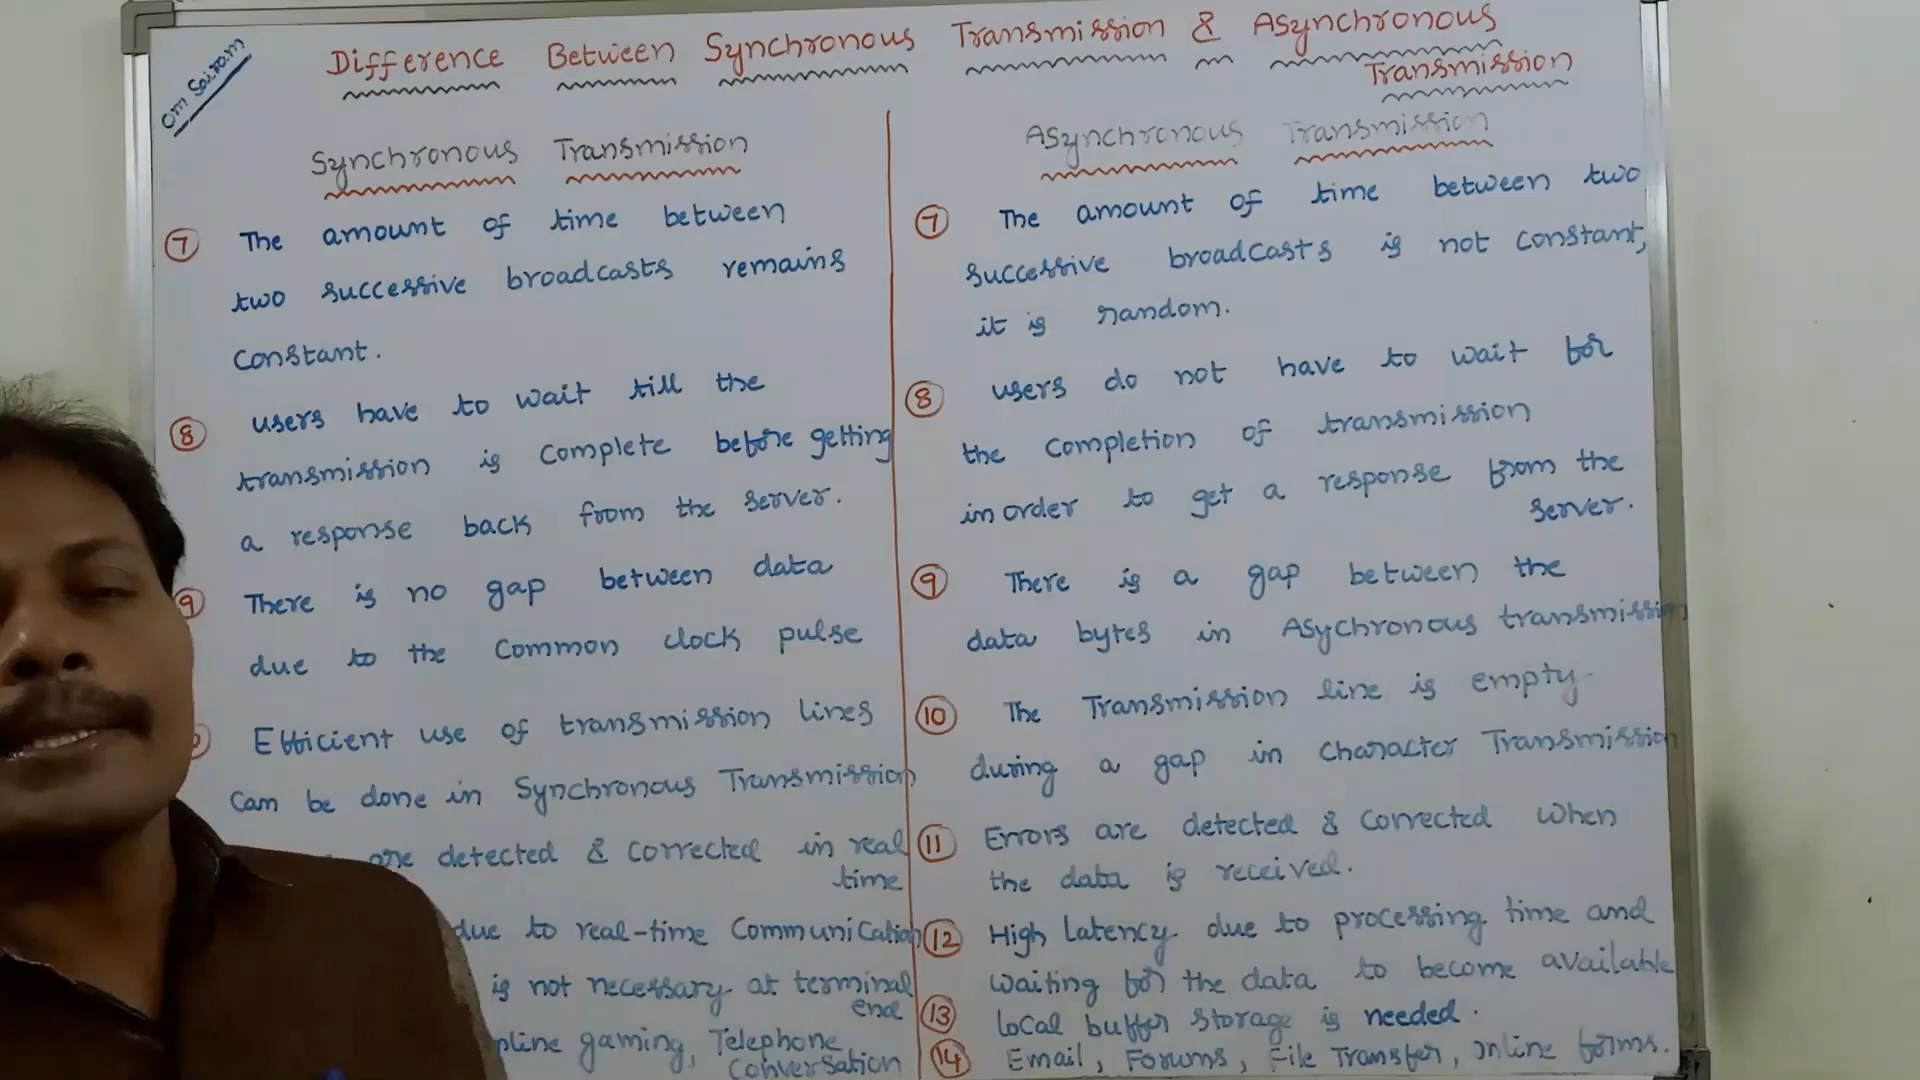 Om Sairam
Difference Between Synchronous Transmission & Asynchronous
Transmission
Synchronous Transmission
⑦ The amount of time between
two successive broadcasts remains
constant.
⑧ users have to wait till the
transmission is complete before getting
a response back from the server.
⑨ There is no gap between data
due to the common clock pulse
Efficient use of transmission lines
can be done in Synchronous Transmission
are detected & corrected in real
time
due to real-time communication
is not necessary at terminal
end
nline gaming, Telephone
Conversation
Asynchronous Transmission
⑦ The amount of time between two
successive broadcasts is not constant,
it is random.
⑧ users do not have to wait for
the completion of transmission
inorder to get a response from the
server.
⑨ There is a gap between the
data bytes in Asychronous transmission
⑩ The Transmission line is empty
during a gap in character Transmission
⑪ Errors are detected & corrected when
the data is received.
⑫ High Latency due to processing time and
waiting for the data to become available
⑬ local buffer storage is needed.
⑭ Email, Forums, File Transfer, online forms.